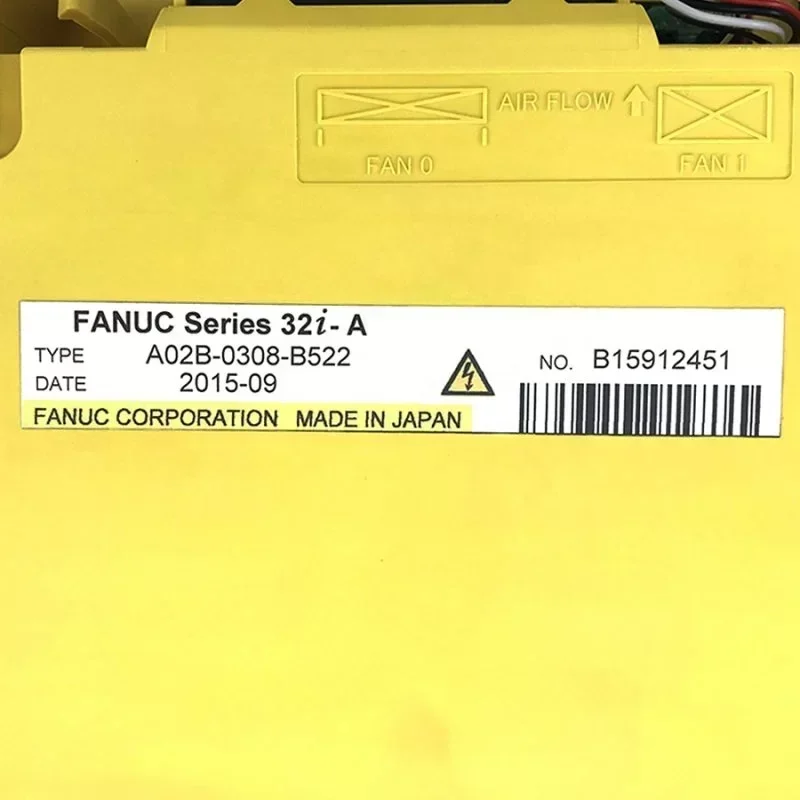 AIR FLOW ↑
FAN 0 FAN 1
FANUC Series 32i-A
TYPE A02B-0308-B522
DATE 2015-09
NO. B15912451
FANUC CORPORATION MADE IN JAPAN